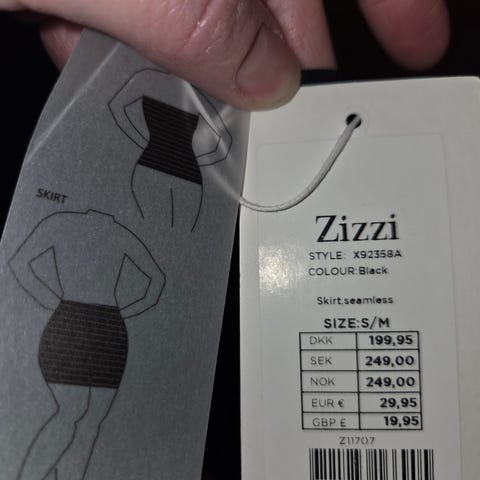 SKIRT
Zizzi
STYLE: X92358A
COLOUR:Black
Skirt,seamless
SIZE:S/M
DKK 199,95
SEK 249,00
NOK 249,00
EUR € 29,95
GBP £ 19,95
Z11707